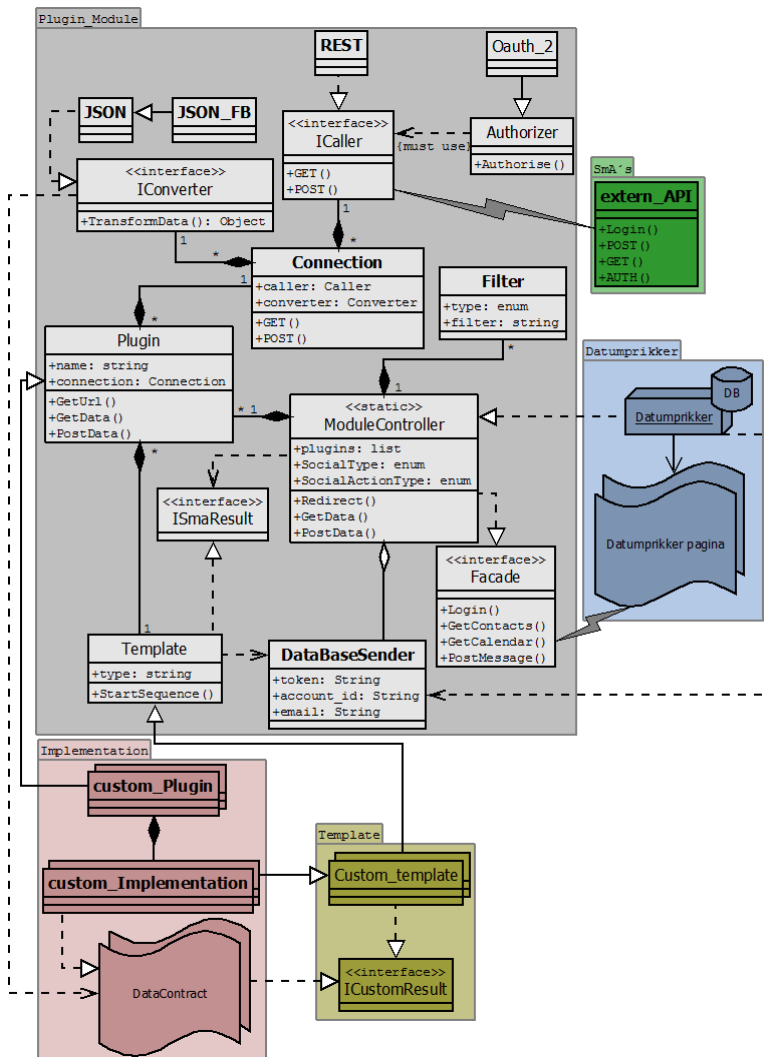 Plugin_Module
REST
Oauth_2
JSON
JSON_FB
<<interface>>
ICaller
+GET()
+POST()
{must use}
Authorizer
+Authorise()
<<interface>>
IConverter
+TransformData(): Object
SmA´s
extern_API
+Login()
+POST()
+GET()
+AUTH()
1
*
1
*
Connection
+caller: Caller
+converter: Converter
+GET()
+POST()
1
*
Filter
+type: enum
+filter: string
*
1
Plugin
+name: string
+connection: Connection
+GetUrl()
+GetData()
+PostData()
*
* 1
<<static>>
ModuleController
+plugins: list
+SocialType: enum
+SocialActionType: enum
+Redirect()
+GetData()
+PostData()
Datumprikker
DB
Datumprikker
Datumprikker pagina
<<interface>>
ISmaResult
<<interface>>
Facade
+Login()
+GetContacts()
+GetCalendar()
+PostMessage()
1
Template
+type: string
+StartSequence()
DataBaseSender
+token: String
+account_id: String
+email: String
Implementation
custom_Plugin
custom_Implementation
DataContract
Template
Custom_template
<<interface>>
ICustomResult